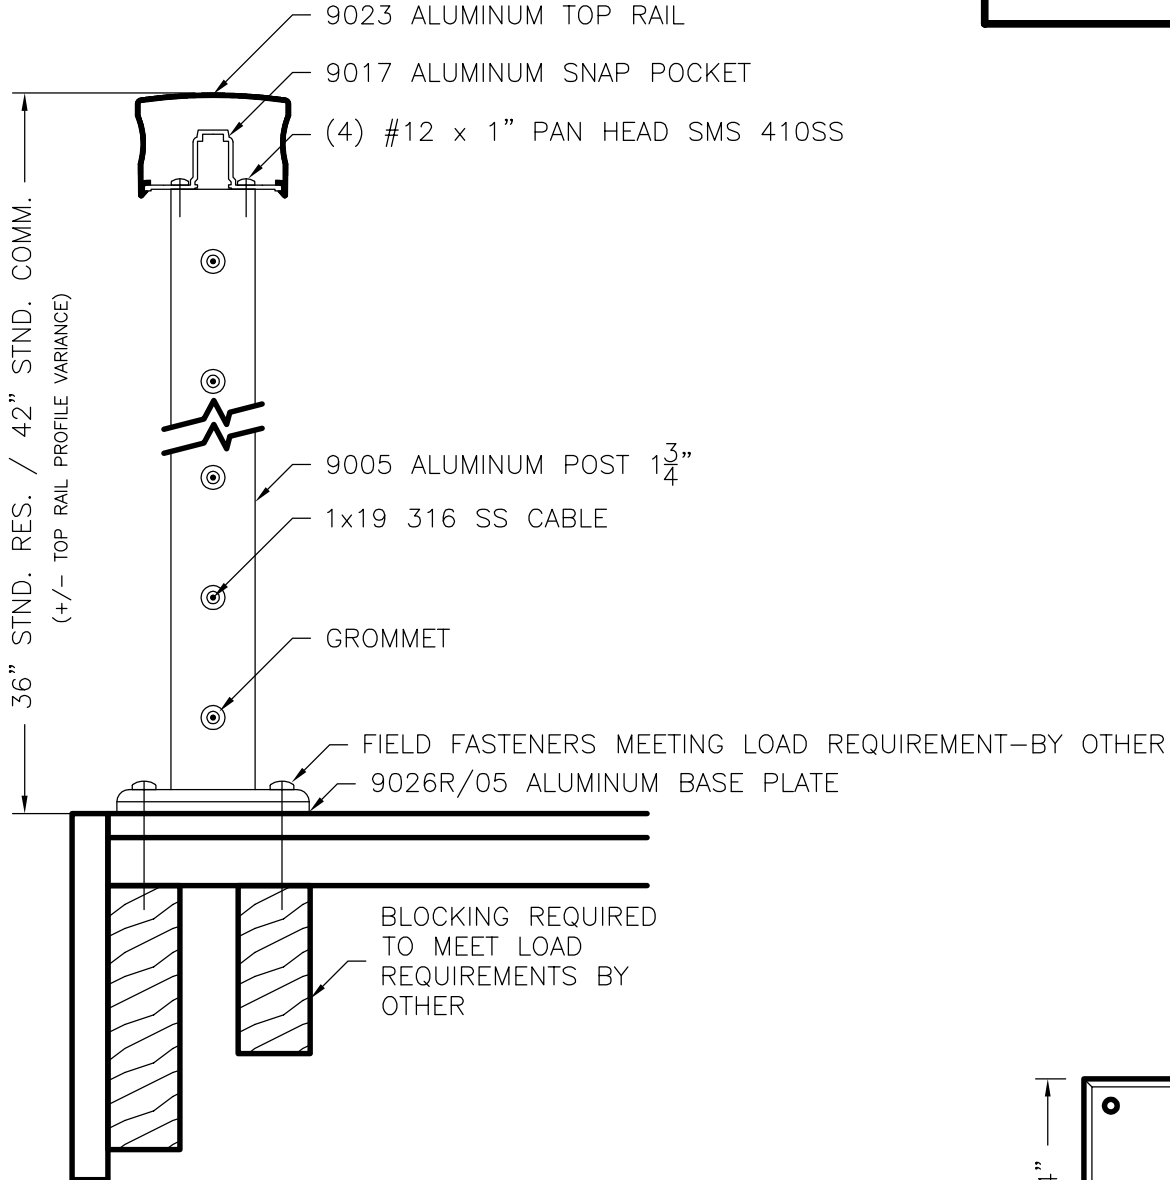 9023 ALUMINUM TOP RAIL
9017 ALUMINUM SNAP POCKET
(4) #12 x 1" PAN HEAD SMS 410SS
36" STND. RES. / 42" STND. COMM.
(+/- TOP RAIL PROFILE VARIANCE)
9005 ALUMINUM POST 1 3/4"
1x19 316 SS CABLE
GROMMET
FIELD FASTENERS MEETING LOAD REQUIREMENT-BY OTHER
9026R/05 ALUMINUM BASE PLATE
BLOCKING REQUIRED
TO MEET LOAD
REQUIREMENTS BY
OTHER